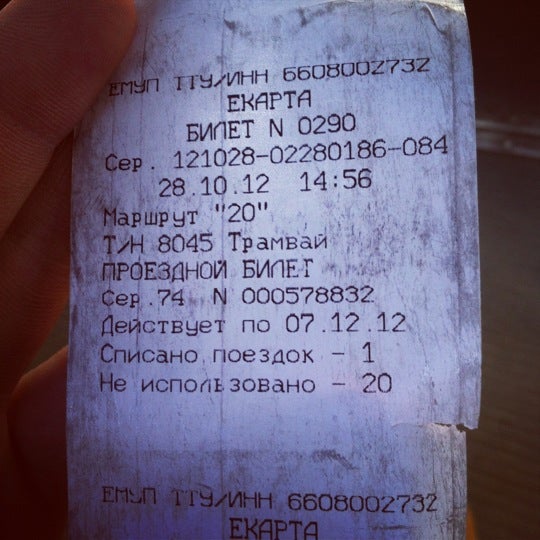 ЕМУП ТТУ/ИНН 6608002732
ЕКАРТА
БИЛЕТ N 0290
Сер. 121028-02280186-084
28.10.12 14:56
Маршрут "20"
Т/Н 8045 Трамвай
ПРОЕЗДНОЙ БИЛЕТ
Сер.74 N 000578832
Действует по 07.12.12
Списано поездок - 1
Не использовано - 20
ЕМУП ТТУ/ИНН 6608002732
ЕКАРТА